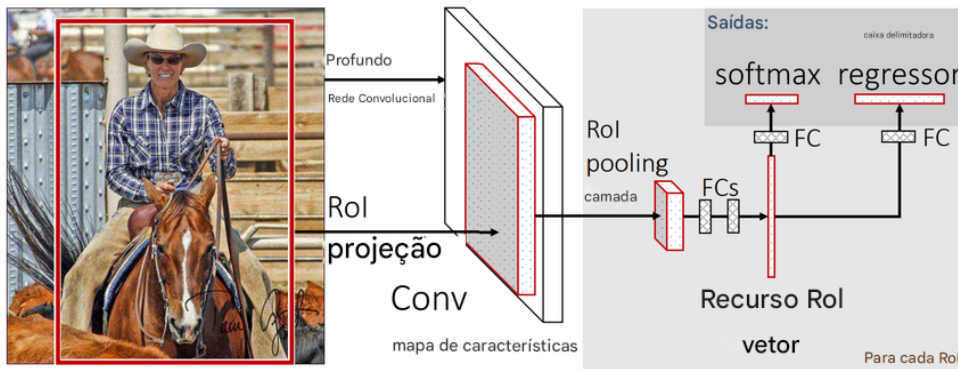 Profundo
Rede Convolucional
RoI
projeção
Conv
mapa de características
RoI
pooling
camada
FCs
Saídas:
caixa delimitadora
softmax regressor
FC
FC
Recurso RoI
vetor
Para cada RoI